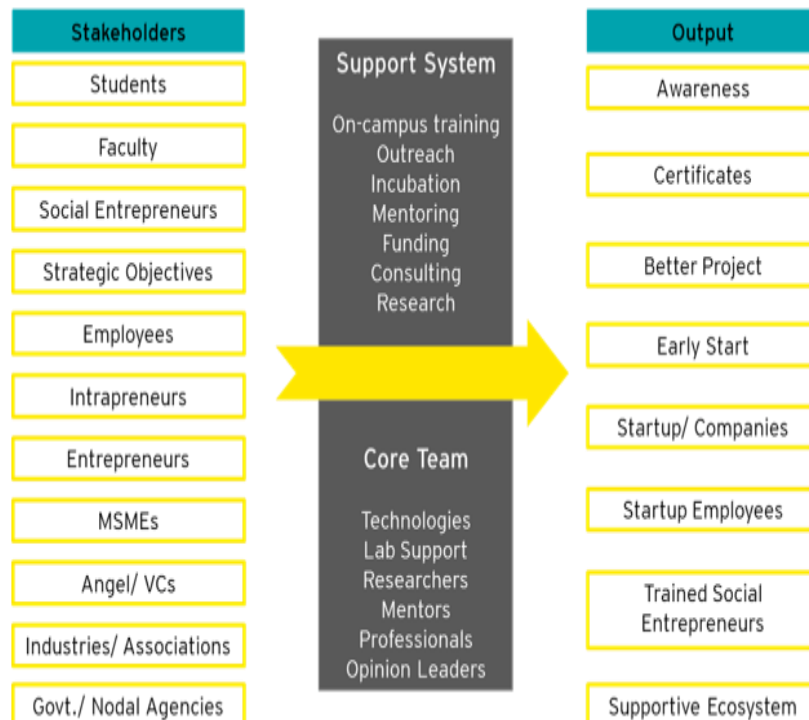 Stakeholders
Students
Faculty
Social Entrepreneurs
Strategic Objectives
Employees
Intrapreneurs
Entrepreneurs
MSMEs
Angel/ VCs
Industries/ Associations
Govt./ Nodal Agencies
Support System
On-campus training
Outreach
Incubation
Mentoring
Funding
Consulting
Research
Core Team
Technologies
Lab Support
Researchers
Mentors
Professionals
Opinion Leaders
Output
Awareness
Certificates
Better Project
Early Start
Startup/ Companies
Startup Employees
Trained Social
Entrepreneurs
Supportive Ecosystem